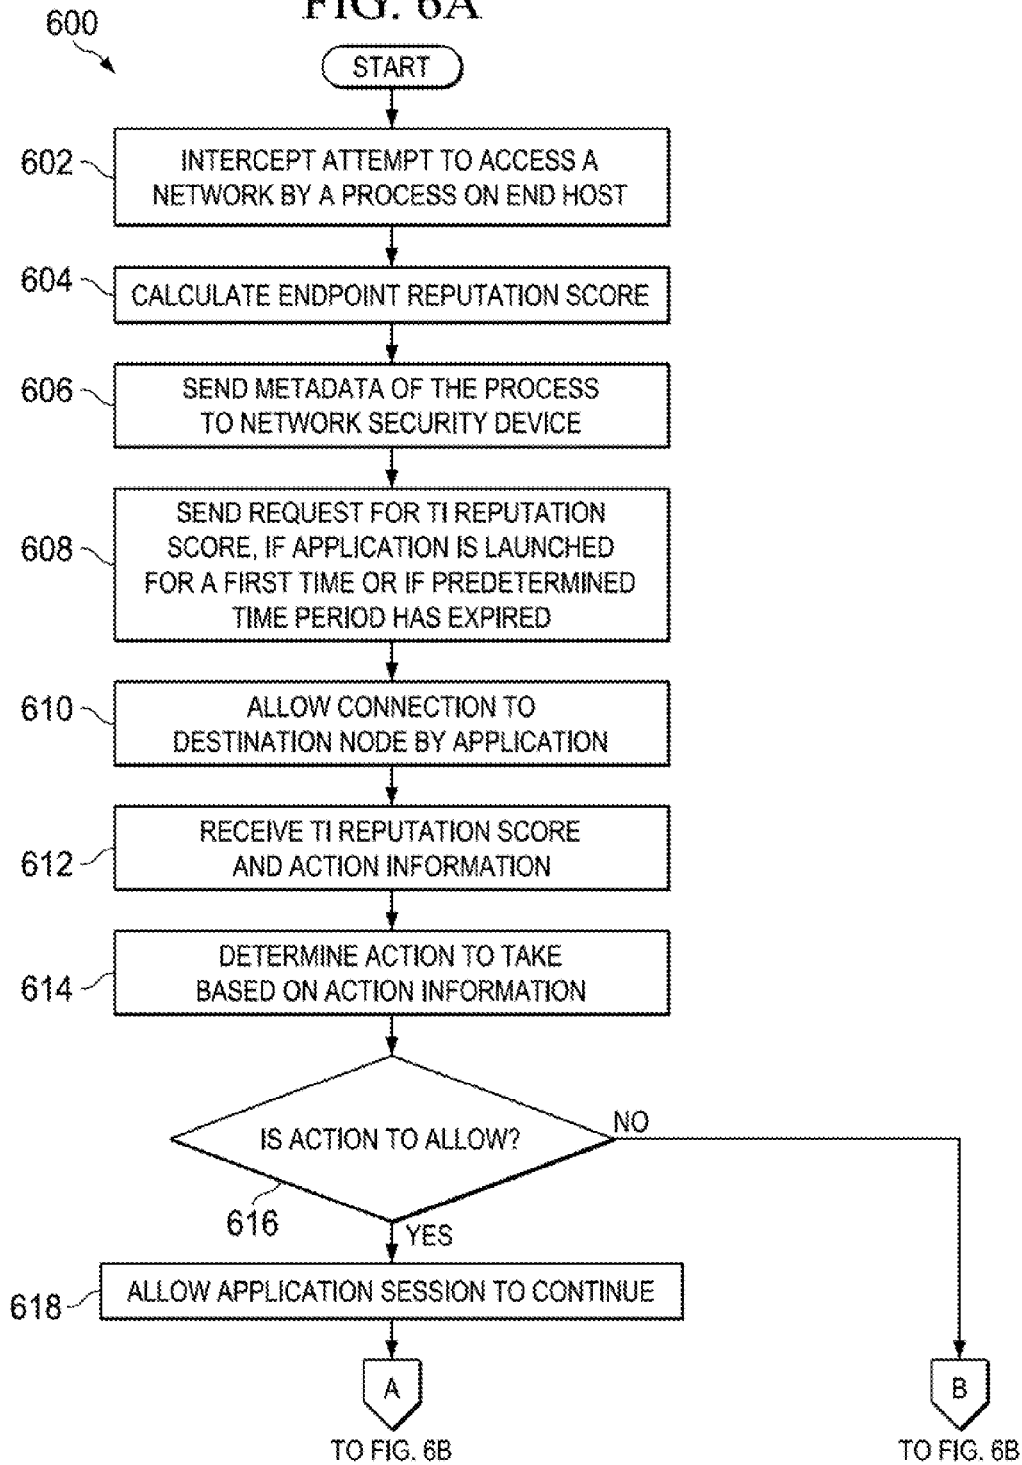 FIG. 6A
600
START
602
INTERCEPT ATTEMPT TO ACCESS A
NETWORK BY A PROCESS ON END HOST
604
CALCULATE ENDPOINT REPUTATION SCORE
606
SEND METADATA OF THE PROCESS
TO NETWORK SECURITY DEVICE
608
SEND REQUEST FOR TI REPUTATION
SCORE, IF APPLICATION IS LAUNCHED
FOR A FIRST TIME OR IF PREDETERMINED
TIME PERIOD HAS EXPIRED
610
ALLOW CONNECTION TO
DESTINATION NODE BY APPLICATION
612
RECEIVE TI REPUTATION SCORE
AND ACTION INFORMATION
614
DETERMINE ACTION TO TAKE
BASED ON ACTION INFORMATION
IS ACTION TO ALLOW?
NO
616
YES
618
ALLOW APPLICATION SESSION TO CONTINUE
A
B
TO FIG. 6B
TO FIG. 6B